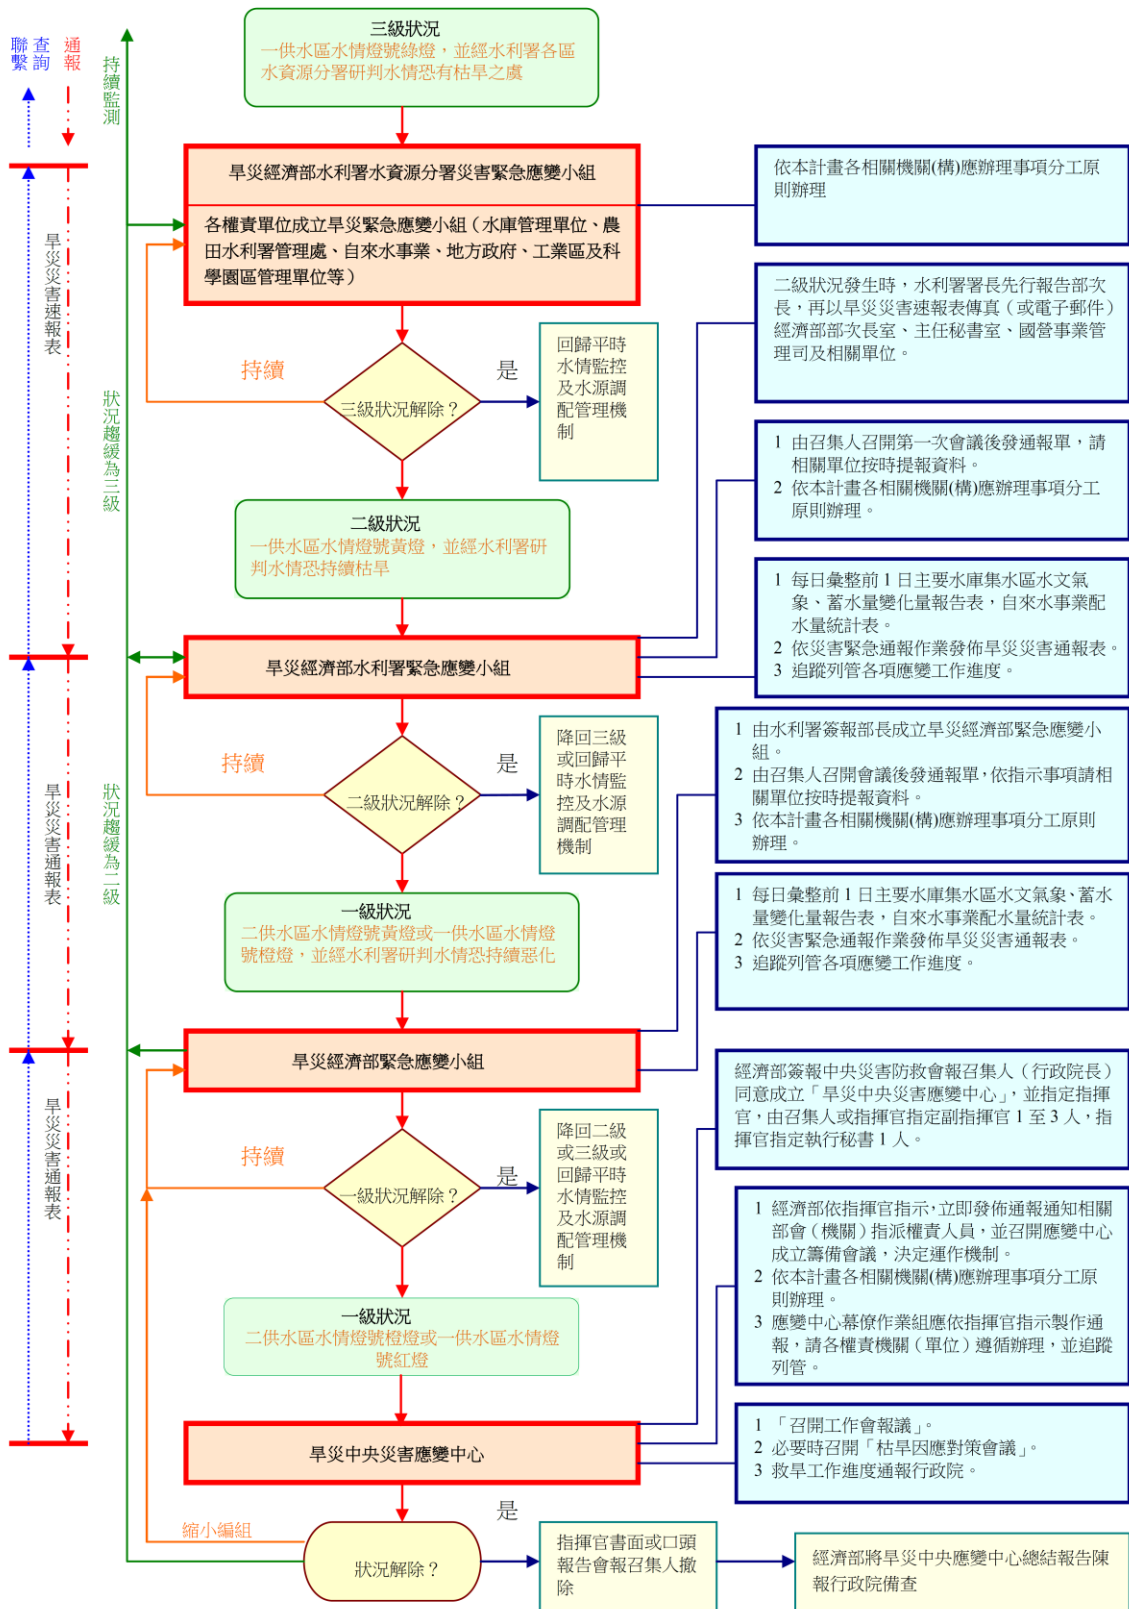 三級狀況
一供水區水情燈號綠燈，並經水利署各區
水資源分署研判水情恐有枯旱之虞
聯繫
查詢
通報
持續監測
旱災經濟部水利署水資源分署災害緊急應變小組
各權責單位成立旱災緊急應變小組（水庫管理單位、農
田水利署管理處、自來水事業、地方政府、工業區及科
學園區管理單位等）
依本計畫各相關機關(構)應辦理事項分工原
則辦理
旱災災害速報表
二級狀況發生時，水利署署長先行報告部次
長，再以旱災災害速報表傳真（或電子郵件）
經濟部部次長室、主任秘書室、國營事業管
理司及相關單位。
持續
三級狀況解除？
是
回歸平時
水情監控
及水源調
配管理機
制
狀況趨緩為三級
1 由召集人召開第一次會議後發通報單，請
相關單位按時提報資料。
2 依本計畫各相關機關(構)應辦理事項分工
原則辦理。
二級狀況
一供水區水情燈號黃燈，並經水利署研
判水情恐持續枯旱
1 每日彙整前 1 日主要水庫集水區水文氣
象、蓄水量變化量報告表，自來水事業配
水量統計表。
2 依災害緊急通報作業發佈旱災災害通報表。
3 追蹤列管各項應變工作進度。
旱災經濟部水利署緊急應變小組
持續
二級狀況解除？
是
降回三級
或回歸平
時水情監
控及水源
調配管理
機制
旱災災害通報表
狀況趨緩為二級
1 由水利署簽報部長成立旱災經濟部緊急應變小
組。
2 由召集人召開會議後發通報單，依指示事項請相
關單位按時提報資料。
3 依本計畫各相關機關(構)應辦理事項分工原則
辦理。
一級狀況
二供水區水情燈號黃燈或一供水區水情燈
號橙燈，並經水利署研判水情恐持續惡化
1 每日彙整前 1 日主要水庫集水區水文氣象、蓄水
量變化量報告表，自來水事業配水量統計表。
2 依災害緊急通報作業發佈旱災災害通報表。
3 追蹤列管各項應變工作進度。
旱災經濟部緊急應變小組
經濟部簽報中央災害防救會報召集人（行政院長）
同意成立「旱災中央災害應變中心」，並指定指揮
官，由召集人或指揮官指定副指揮官 1 至 3 人，指
揮官指定執行秘書 1 人。
旱災災害通報表
持續
一級狀況解除？
是
降回二級
或三級或
回歸平時
水情監控
及水源調
配管理機
制
1 經濟部依指揮官指示，立即發佈通報通知相關
部會（機關）指派權責人員，並召開應變中心
成立籌備會議，決定運作機制。
2 依本計畫各相關機關(構)應辦理事項分工原
則辦理。
3 應變中心幕僚作業組應依指揮官指示製作通
報，請各權責機關（單位）遵循辦理，並追蹤
列管。
一級狀況
二供水區水情燈號橙燈或一供水區水情燈
號紅燈
旱災中央災害應變中心
1 「召開工作會報議」。
2 必要時召開「枯旱因應對策會議」。
3 救旱工作進度通報行政院。
縮小編組
狀況解除？
是
指揮官書面或口頭
報告會報召集人撤
除
經濟部將旱災中央應變中心總結報告陳
報行政院備查